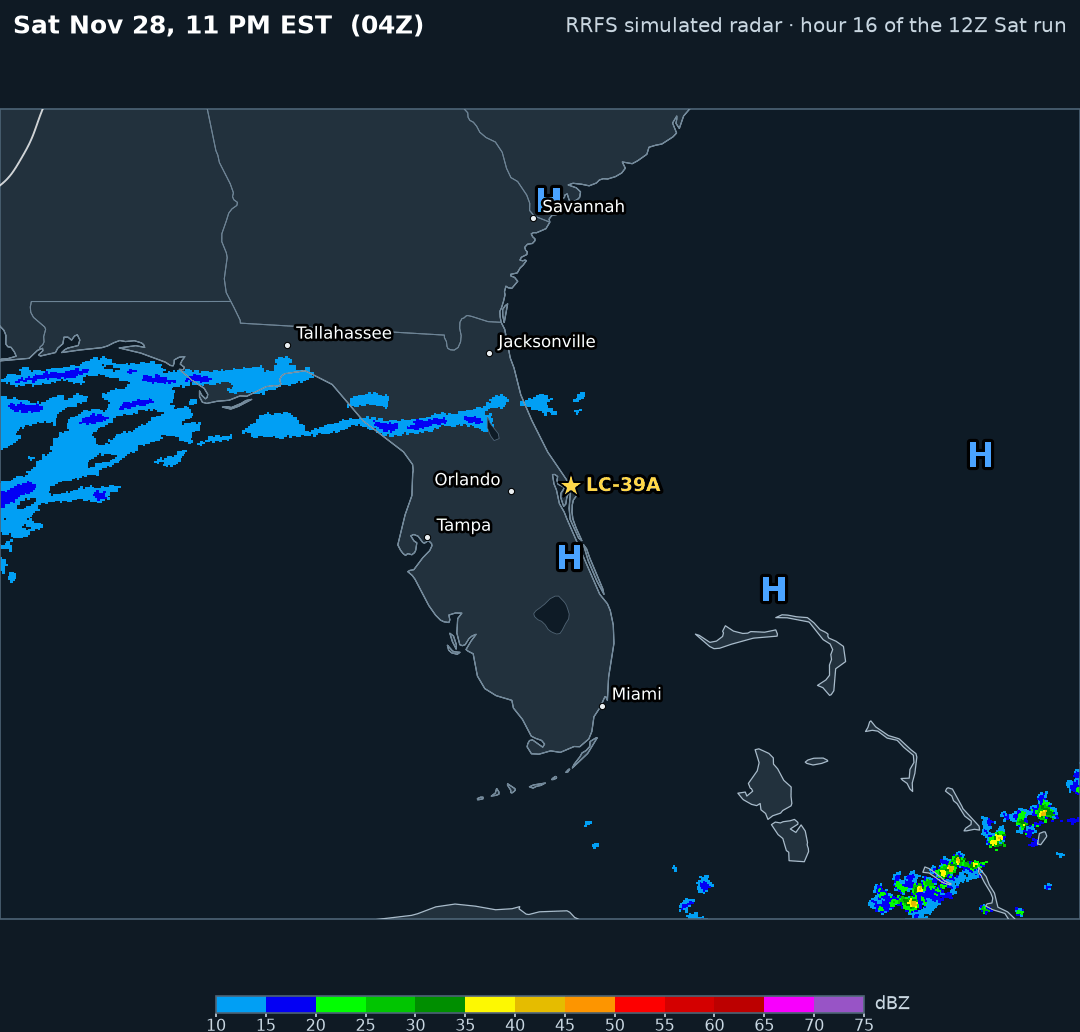 Sat Nov 28, 11 PM EST (04Z)
RRFS simulated radar · hour 16 of the 12Z Sat run
H
Savannah
Tallahassee
Jacksonville
H
Orlando
LC-39A
Tampa
H
H
Miami
dBZ
10 15 20 25 30 35 40 45 50 55 60 65 70 75